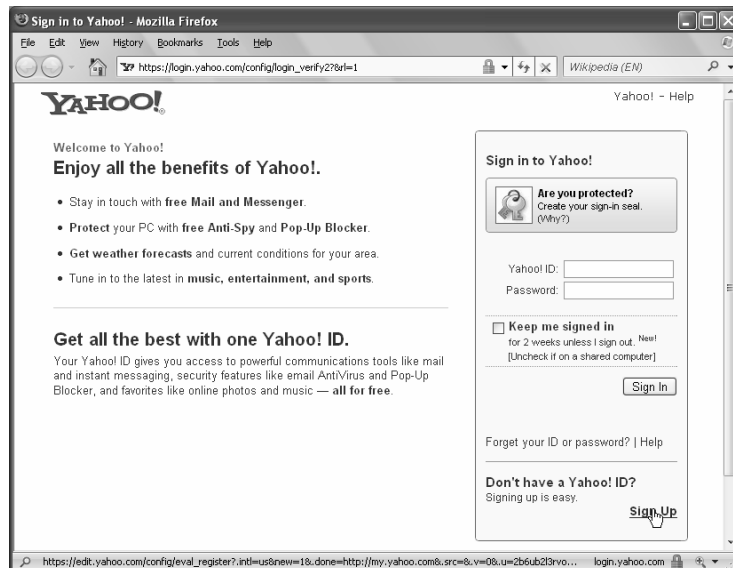 Sign in to Yahoo! - Mozilla Firefox
File Edit View History Bookmarks Tools Help
https://login.yahoo.com/config/login_verify2?&rl=1
Wikipedia (EN)
YAHOO!
Yahoo! - Help
Welcome to Yahoo!
Enjoy all the benefits of Yahoo!.
• Stay in touch with free Mail and Messenger.
• Protect your PC with free Anti-Spy and Pop-Up Blocker.
• Get weather forecasts and current conditions for your area.
• Tune in to the latest in music, entertainment, and sports.
Get all the best with one Yahoo! ID.
Your Yahoo! ID gives you access to powerful communications tools like mail
and instant messaging, security features like email AntiVirus and Pop-Up
Blocker, and favorites like online photos and music — all for free.
Sign in to Yahoo!
Are you protected?
Create your sign-in seal.
(Why?)
Yahoo! ID:
Password:
Keep me signed in
for 2 weeks unless I sign out. New!
[Uncheck if on a shared computer]
Sign In
Forget your ID or password? | Help
Don't have a Yahoo! ID?
Signing up is easy.
Sign Up
https://edit.yahoo.com/config/eval_register?.intl=us&new=1&.done=http://my.yahoo.com&.src=&.v=0&.u=2b6ub2l3rvo... login.yahoo.com